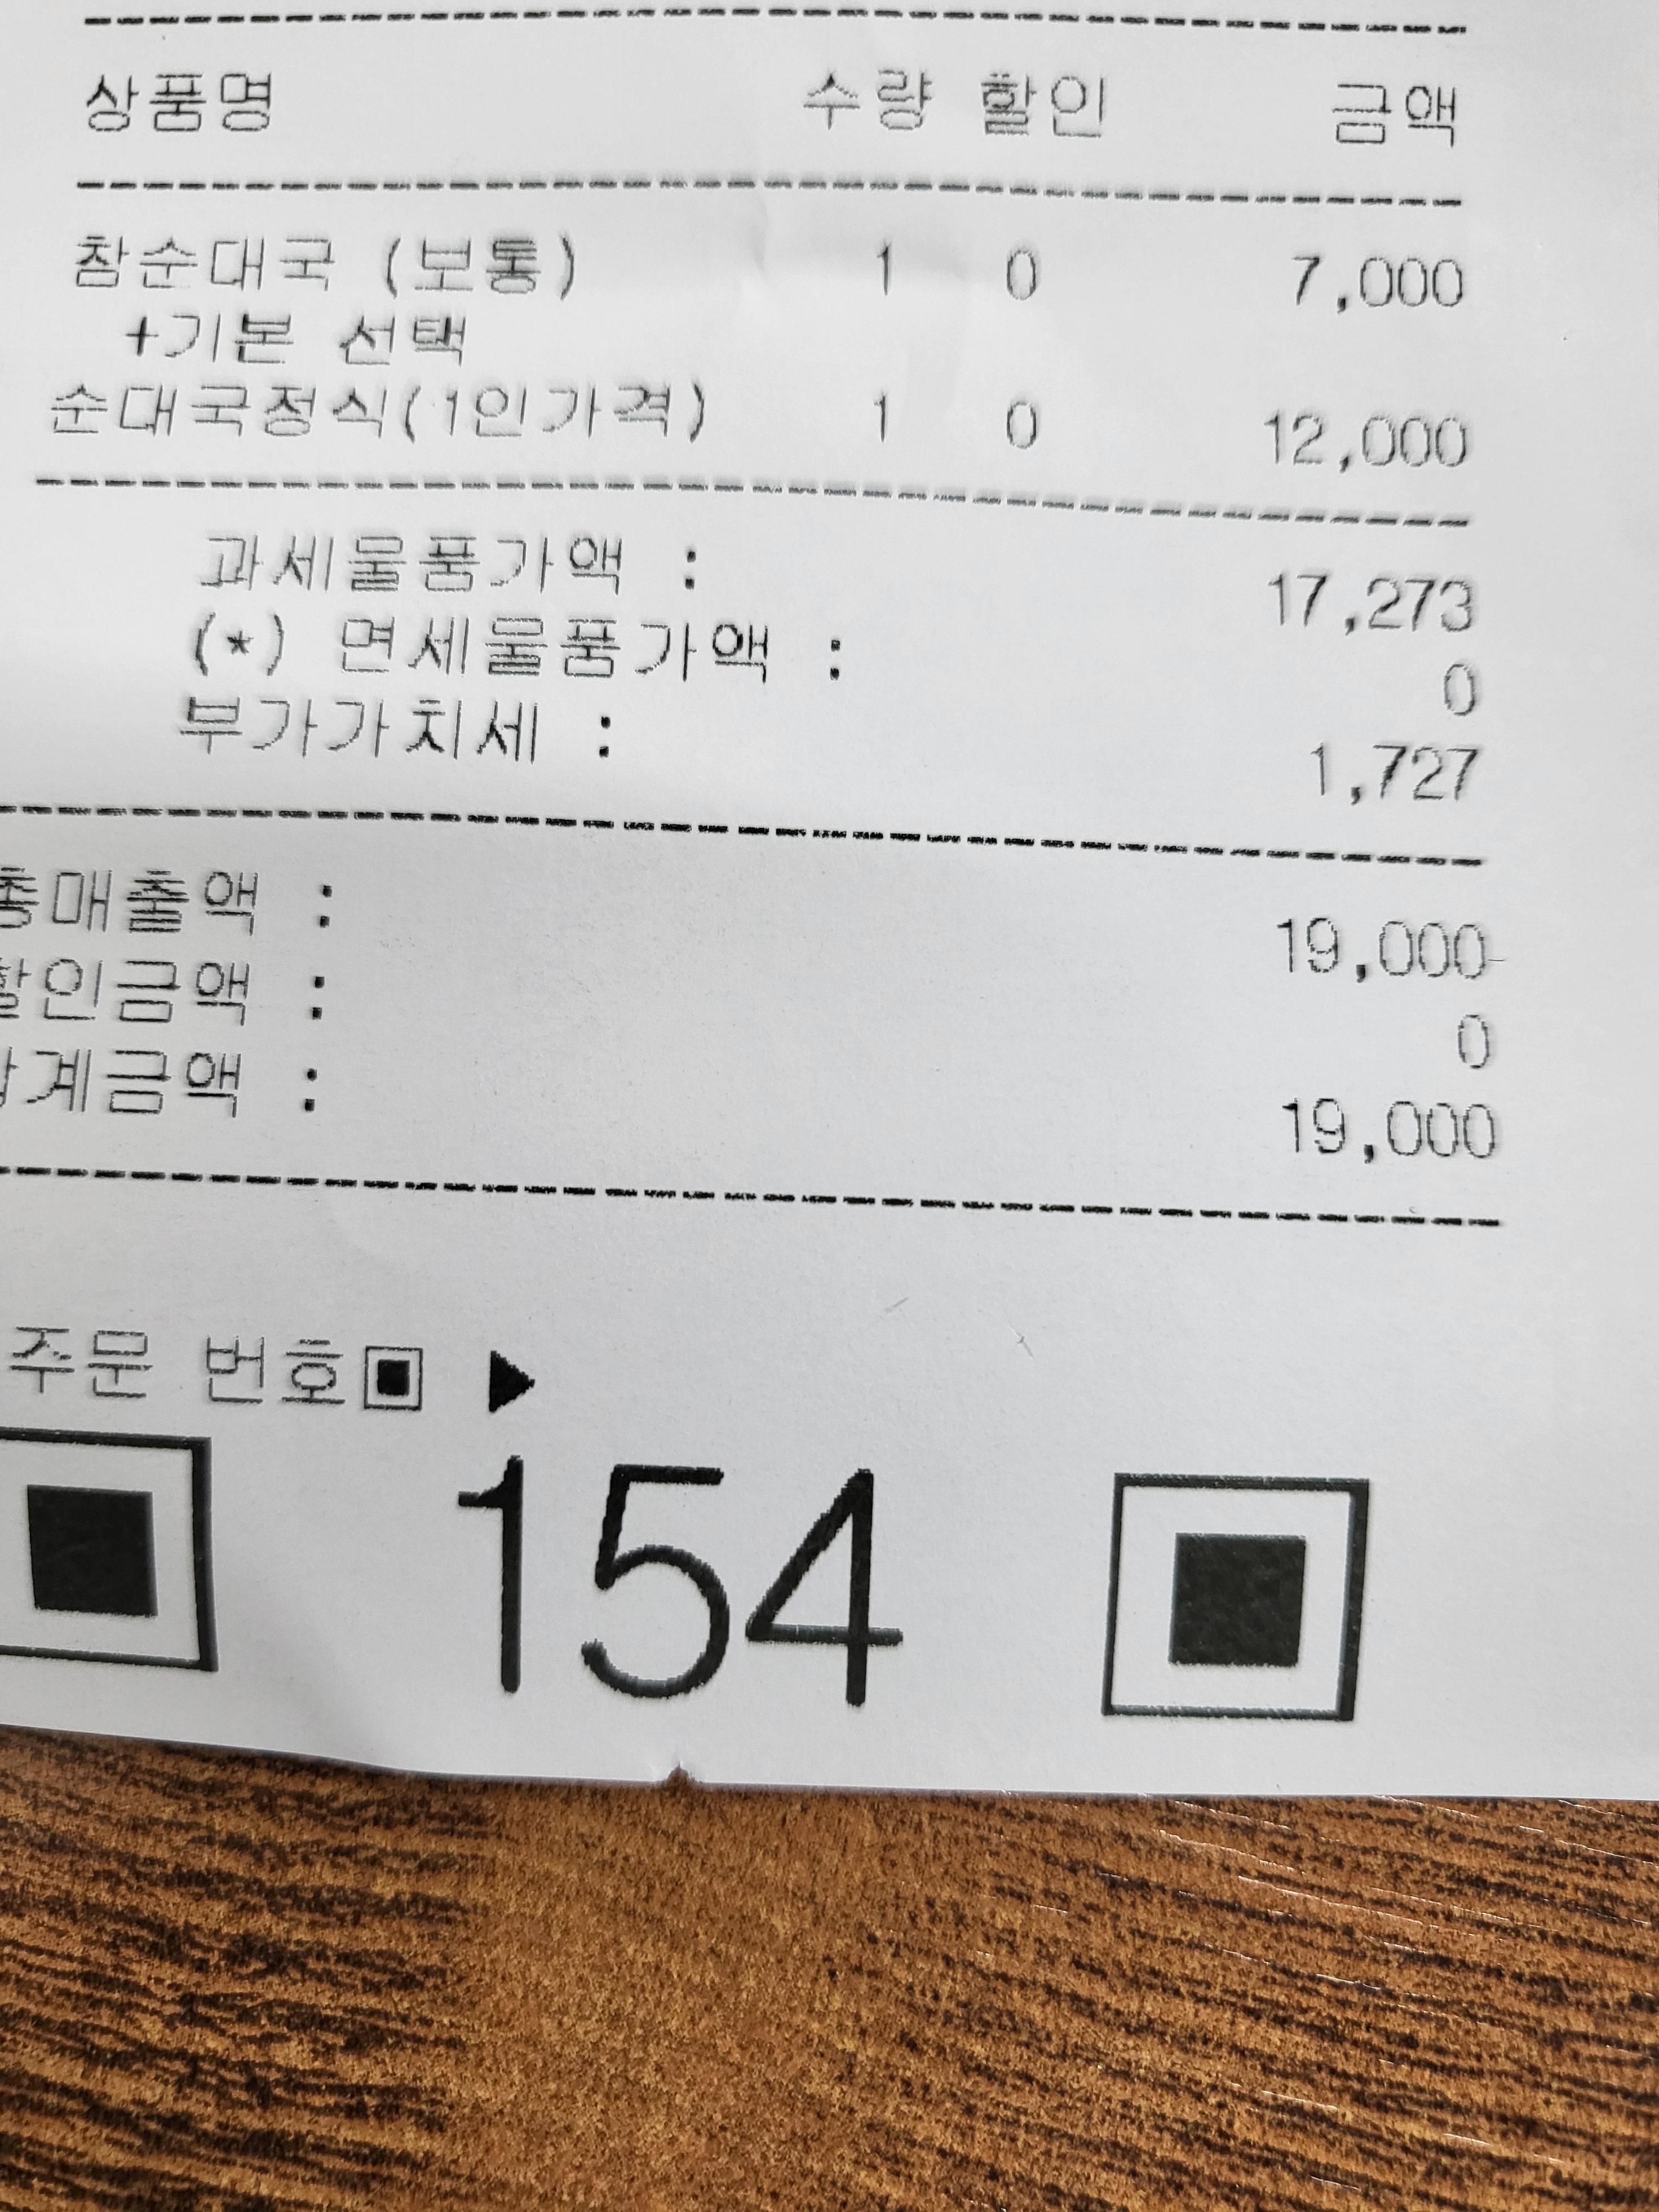 상품명 수량 할인 금액
참순대국 (보통) 1 0 7,000
+기본 선택
순대국정식(1인가격) 1 0 12,000
과세물품가액 : 17,273
(*) 면세물품가액 : 0
부가가치세 : 1,727
총매출액 : 19,000
할인금액 : 0
합계금액 : 19,000
주문 번호▣ ▶
▣ 154 ▣